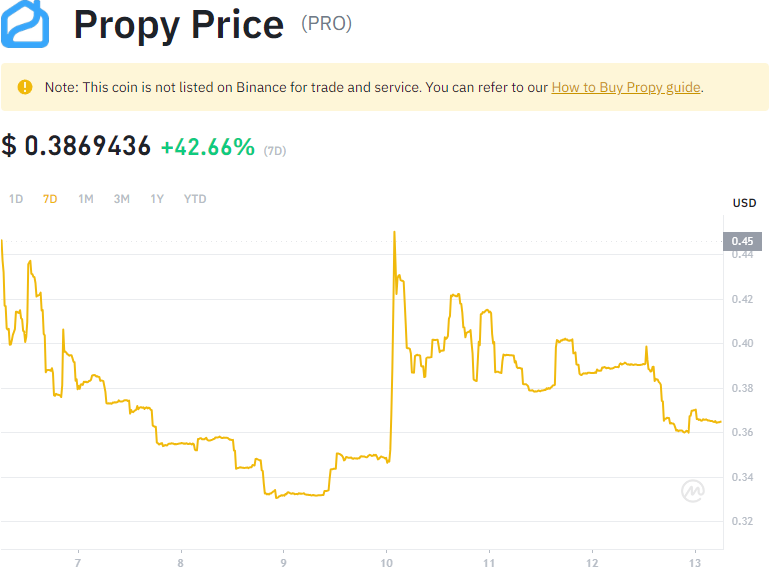 Propy Price (PRO)
Note: This coin is not listed on Binance for trade and service. You can refer to our How to Buy Propy guide.
$ 0.3869436 +42.66% (7D)
1D 7D 1M 3M 1Y YTD
USD
0.45
0.44
0.42
0.40
0.38
0.36
0.34
0.32
7 8 9 10 11 12 13